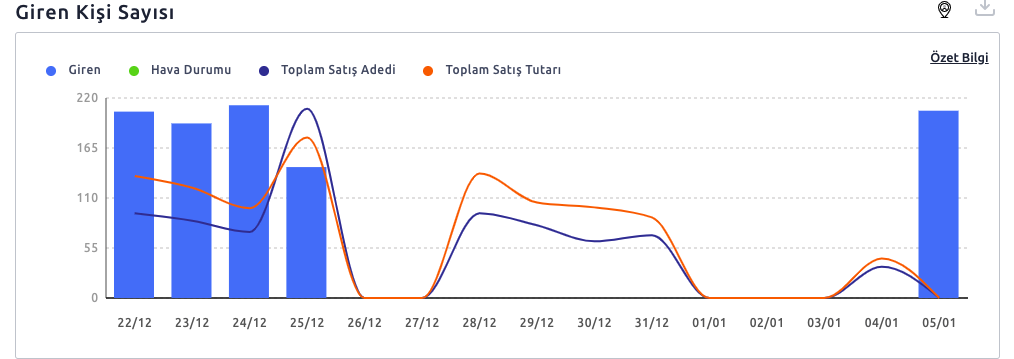 Giren Kişi Sayısı
Özet Bilgi
Giren Hava Durumu Toplam Satış Adedi Toplam Satış Tutarı
220
165
110
55
0
22/12 23/12 24/12 25/12 26/12 27/12 28/12 29/12 30/12 31/12 01/01 02/01 03/01 04/01 05/01